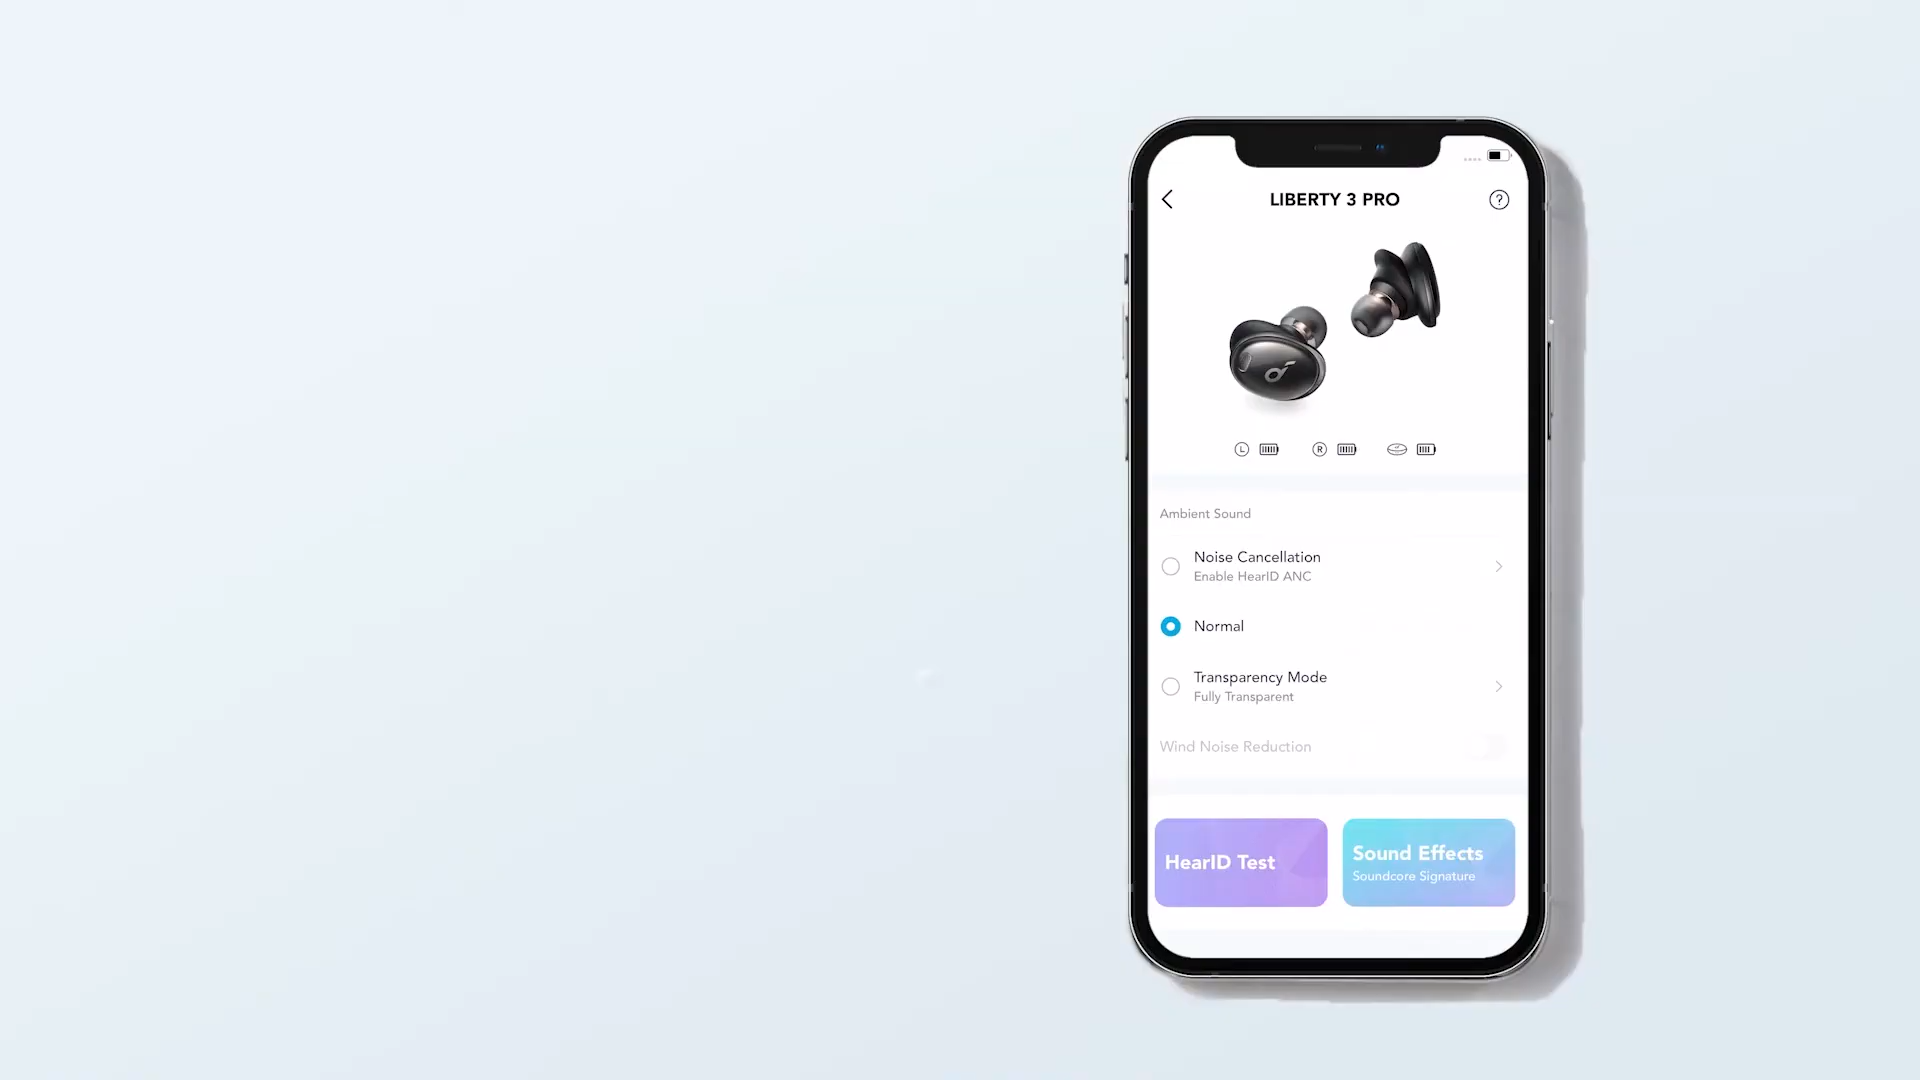 LIBERTY 3 PRO
?
L
R
Ambient Sound
Noise Cancellation
Enable HearID ANC
Normal
Transparency Mode
Fully Transparent
Wind Noise Reduction
HearID Test
Sound Effects
Soundcore Signature